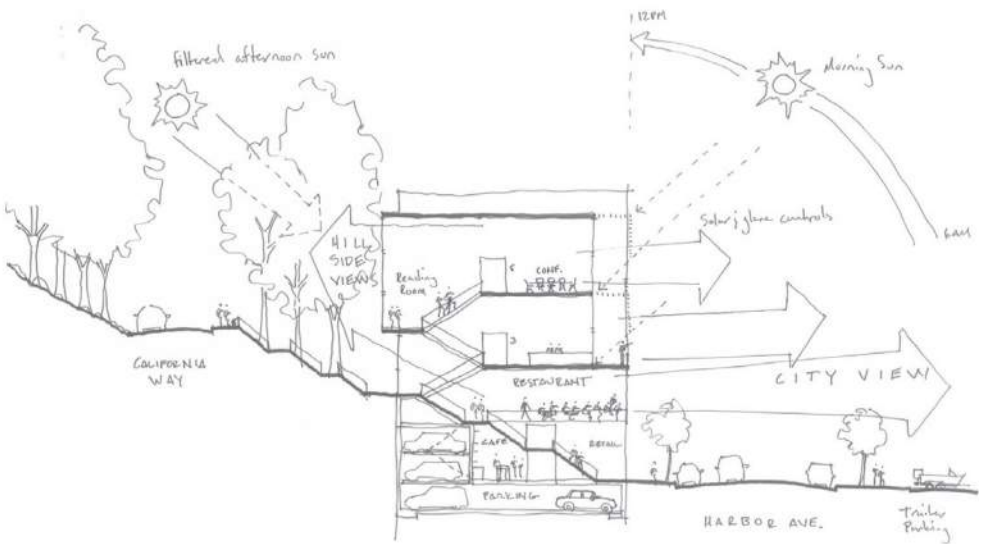 12PM
Filtered afternoon sun
Morning Sun
6AM
Solar/glare controls
HILL
SIDE
VIEWS
Reading
Room
CONF.
RESTAURANT
CITY VIEW
CALIFORNIA
WAY
CAFE
RETAIL
PARKING
HARBOR AVE.
Trailer
Parking